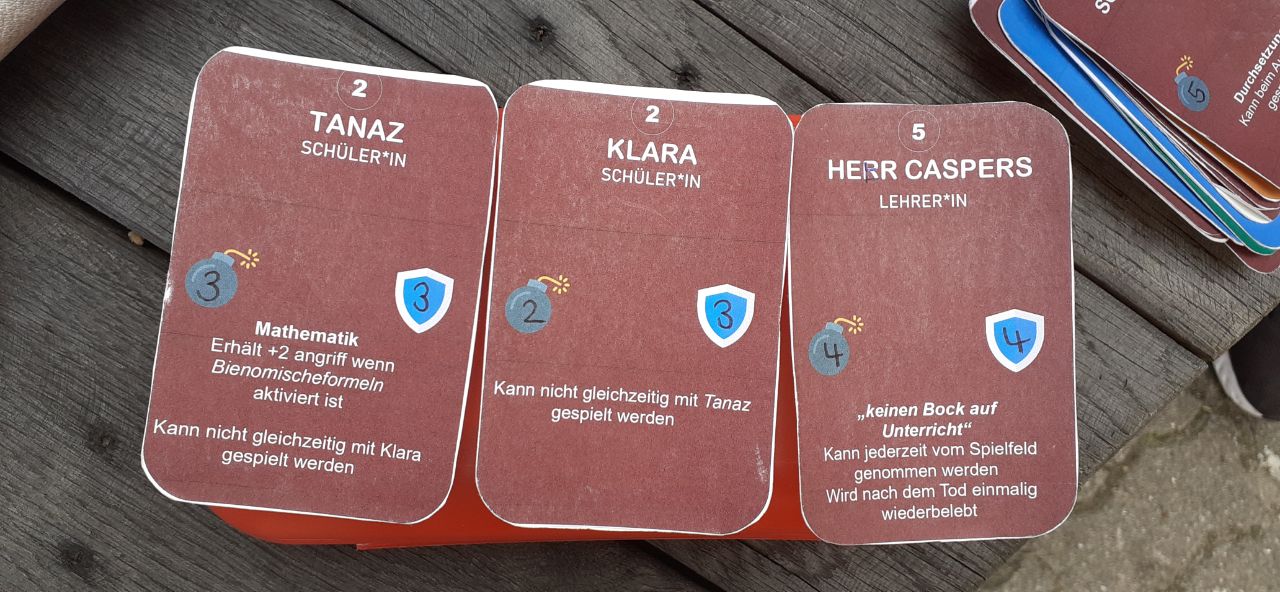 2
TANAZ
SCHÜLER*IN
3
3
Mathematik
Erhält +2 angriff wenn
Bienomischeformeln
aktiviert ist
Kann nicht gleichzeitig mit Klara
gespielt werden
2
KLARA
SCHÜLER*IN
2
3
Kann nicht gleichzeitig mit Tanaz
gespielt werden
5
HERR CASPERS
LEHRER*IN
4
4
„keinen Bock auf
Unterricht“
Kann jederzeit vom Spielfeld
genommen werden
Wird nach dem Tod einmalig
wiederbelebt
5
Kann beim